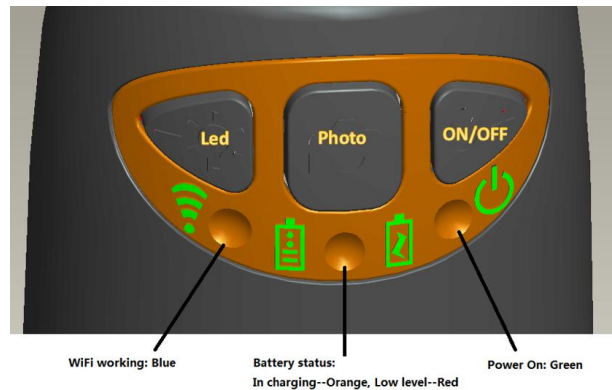 Led
Photo
ON/OFF
WiFi working: Blue
Battery status:
In charging--Orange, Low level--Red
Power On: Green